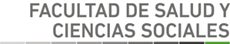 FACULTAD DE SALUD Y
CIENCIAS SOCIALES